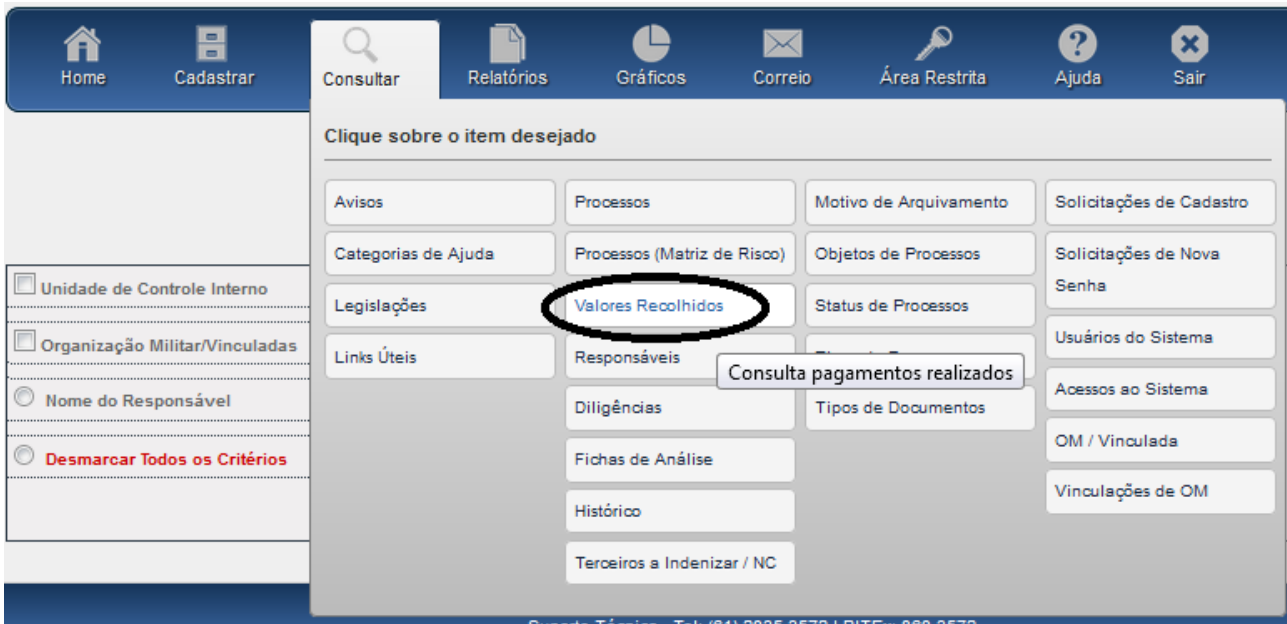 Home
Cadastrar
Consultar
Relatórios
Gráficos
Correio
Área Restrita
Ajuda
Sair
Clique sobre o item desejado
Avisos
Categorias de Ajuda
Legislações
Links Úteis
Processos
Processos (Matriz de Risco)
Valores Recolhidos
Responsáveis
Diligências
Fichas de Análise
Histórico
Terceiros a Indenizar / NC
Motivo de Arquivamento
Objetos de Processos
Status de Processos
Consulta pagamentos realizados
Tipos de Documentos
Solicitações de Cadastro
Solicitações de Nova
Senha
Usuários do Sistema
Acessos ao Sistema
OM / Vinculada
Vinculações de OM
Unidade de Controle Interno
Organização Militar/Vinculadas
Nome do Responsável
Desmarcar Todos os Critérios